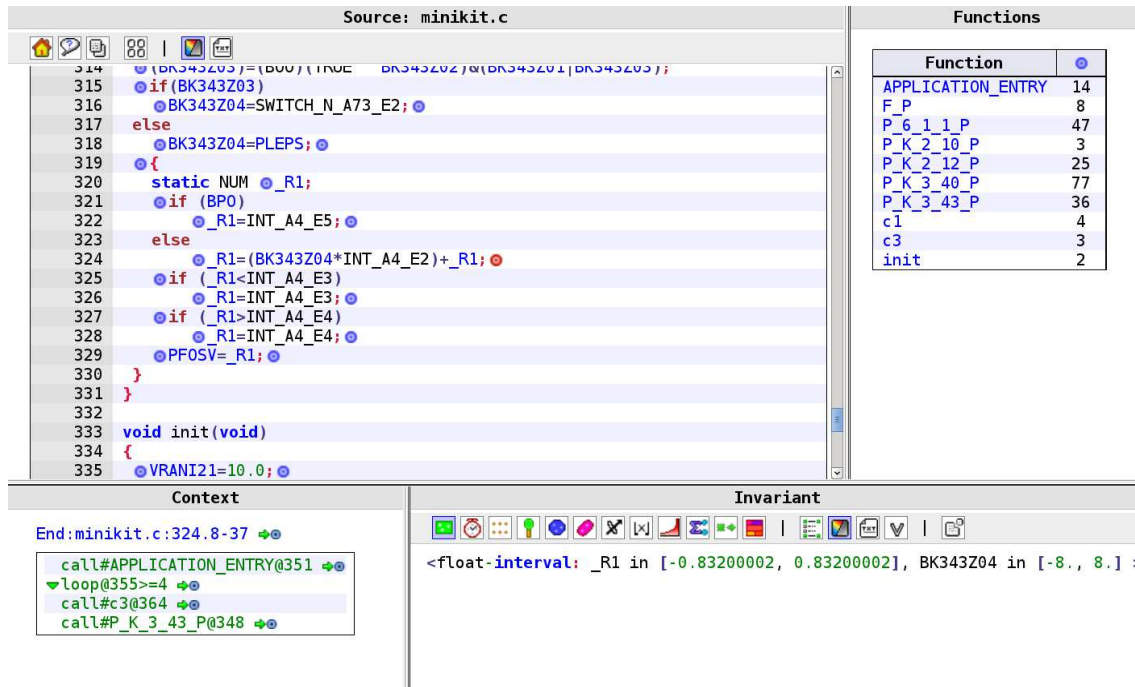 Source: minikit.c
Functions
TXT
315 if(BK343Z03)
316 BK343Z04=SWITCH_N_A73_E2;
317 else
318 BK343Z04=PLEPS;
319 {
320 static NUM _R1;
321 if (BPO)
322 _R1=INT_A4_E5;
323 else
324 _R1=(BK343Z04*INT_A4_E2)+_R1;
325 if (_R1<INT_A4_E3)
326 _R1=INT_A4_E3;
327 if (_R1>INT_A4_E4)
328 _R1=INT_A4_E4;
329 PFOSV=_R1;
330 }
331 }
332
333 void init(void)
334 {
335 VRANI21=10.0;
Function
APPLICATION_ENTRY 14
F_P 8
P_6_1_1_P 47
P_K_2_10_P 3
P_K_2_12_P 25
P_K_3_40_P 77
P_K_3_43_P 36
c1 4
c3 3
init 2
Context
End:minikit.c:324.8-37
call#APPLICATION_ENTRY@351
loop@355>=4
call#c3@364
call#P_K_3_43_P@348
Invariant
TXT
<float-interval: _R1 in [-0.83200002, 0.83200002], BK343Z04 in [-8., 8.] >